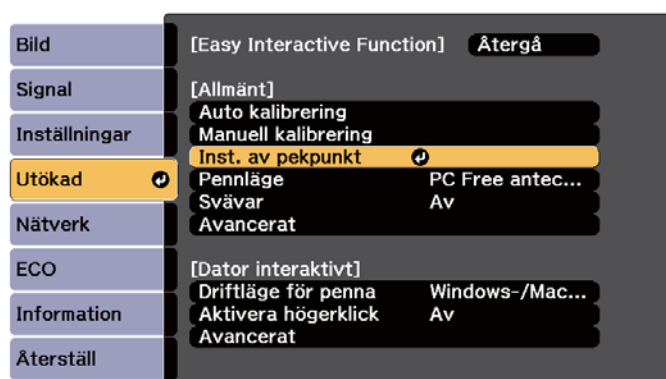 Bild
Signal
Inställningar
Utökad
Nätverk
ECO
Information
Återställ
[Easy Interactive Function] Återgå
[Allmänt]
Auto kalibrering
Manuell kalibrering
Inst. av pekpunkt
Pennläge PC Free antec...
Svävar Av
Avancerat
[Dator interaktivt]
Driftläge för penna Windows-/Mac...
Aktivera högerklick Av
Avancerat